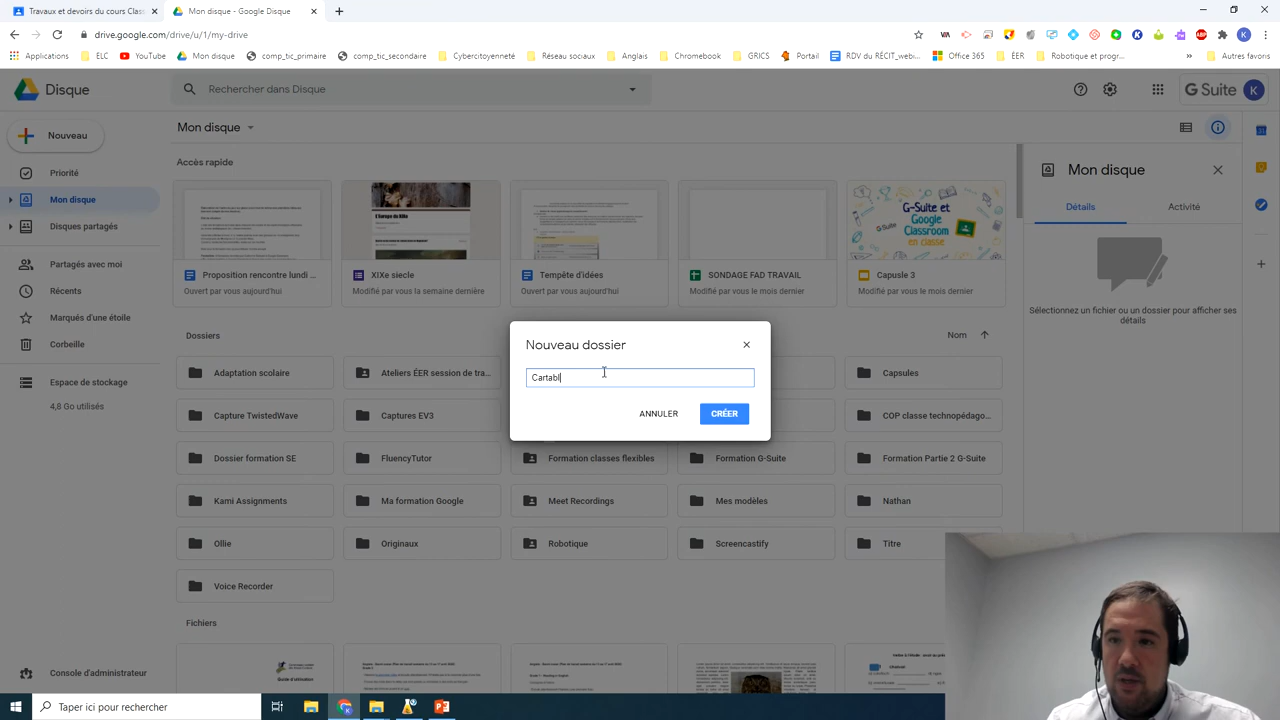 Travaux et devoirs du cours Class
Mon disque - Google Disque
drive.google.com/drive/u/1/my-drive
Applications
ELC
YouTube
Mon disque
comp_tic_primaire
comp_tic_secondaire
Cybercitoyenneté
Réseau sociaux
Anglais
Chromebook
GRICS
Portail
RDV du RÉCIT_webi...
Office 365
ÉER
Robotique et progr...
»
Autres favoris
Disque
Rechercher dans Disque
G Suite
K
Nouveau
Mon disque
Priorité
Mon disque
Disques partagés
Partagés avec moi
Récents
Marqués d'une étoile
Corbeille
Espace de stockage
4,8 Go utilisés
Console d'administrateur
Accès rapide
Proposition rencontre lundi ...
Ouvert par vous aujourd'hui
L'Europe du XIXe
XIXe siecle
Modifié par vous la semaine dernière
Tempête d'idées
Ouvert par vous aujourd'hui
SONDAGE FAD TRAVAIL
Modifié par vous le mois dernier
G-Suite et
Google
Classroom
en classe
Capsule 3
Modifié par vous le mois dernier
Dossiers
Nom
Adaptation scolaire
Ateliers ÉER session de tra...
Capsules
Capture TwistedWave
Captures EV3
COP classe technopédago...
Dossier formation SE
FluencyTutor
Formation classes flexibles
Formation G-Suite
Formation Partie 2 G-Suite
Kami Assignments
Ma formation Google
Meet Recordings
Mes modèles
Nathan
Ollie
Originaux
Robotique
Screencastify
Titre
Voice Recorder
Fichiers
Guide d'utilisation
Nouveau dossier
Cartabl
ANNULER
CRÉER
Mon disque
Détails
Activité
Sélectionnez un fichier ou un dossier pour afficher ses
détails
Taper ici pour rechercher